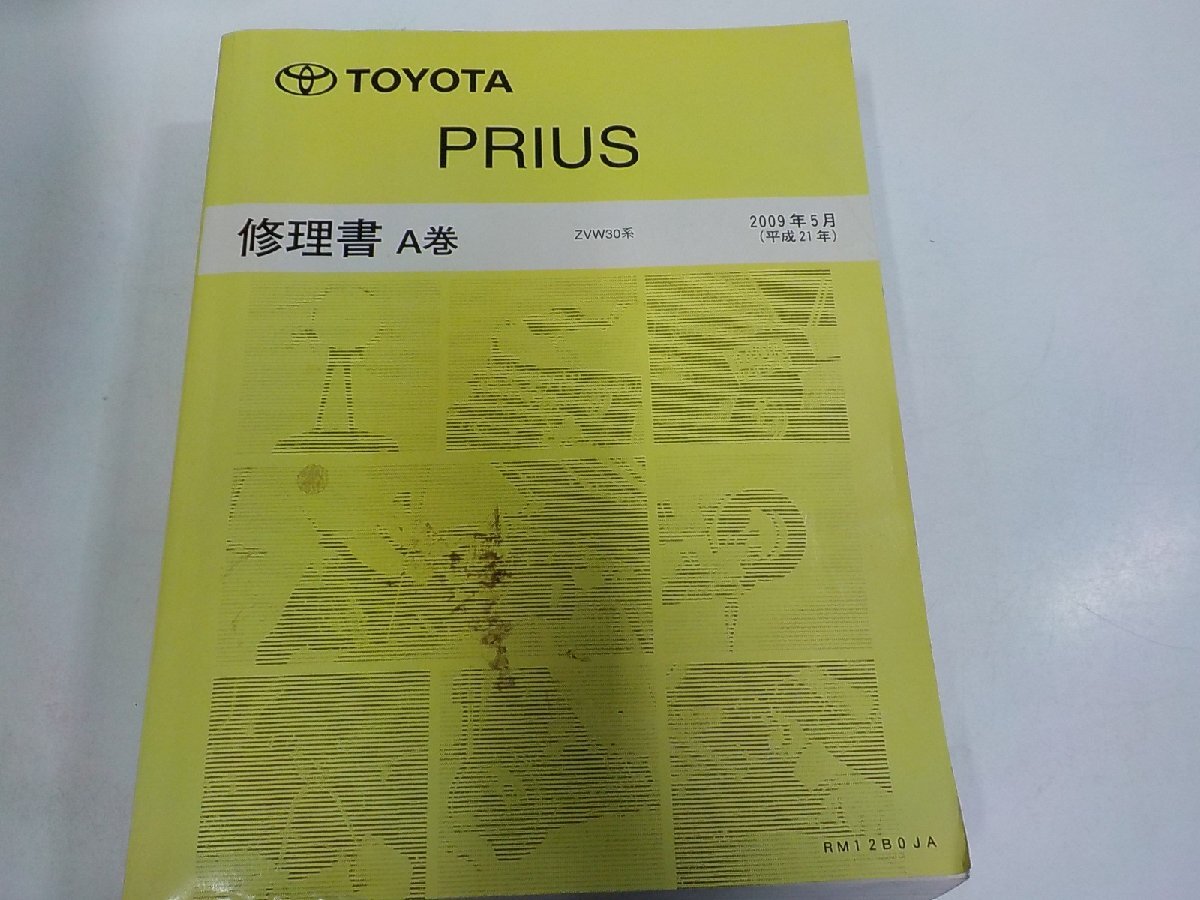 TOYOTA
PRIUS
修理書 A巻
ZVW30系
2009年5月
(平成21年)
RM12B0JA